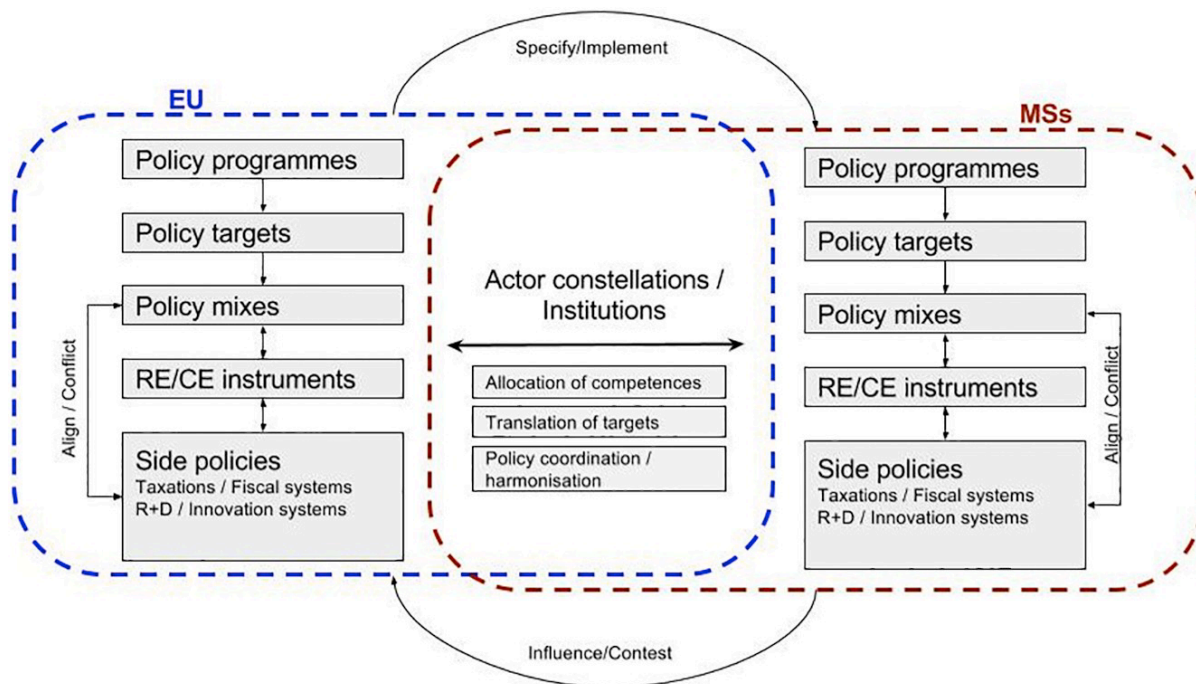 Specify/Implement
EU
MSs
Policy programmes
Policy targets
Policy mixes
RE/CE instruments
Side policies
Taxations / Fiscal systems
R+D / Innovation systems
Align / Conflict
Actor constellations /
Institutions
Allocation of competences
Translation of targets
Policy coordination /
harmonisation
Policy programmes
Policy targets
Policy mixes
RE/CE instruments
Side policies
Taxations / Fiscal systems
R+D / Innovation systems
Align / Conflict
Influence/Contest